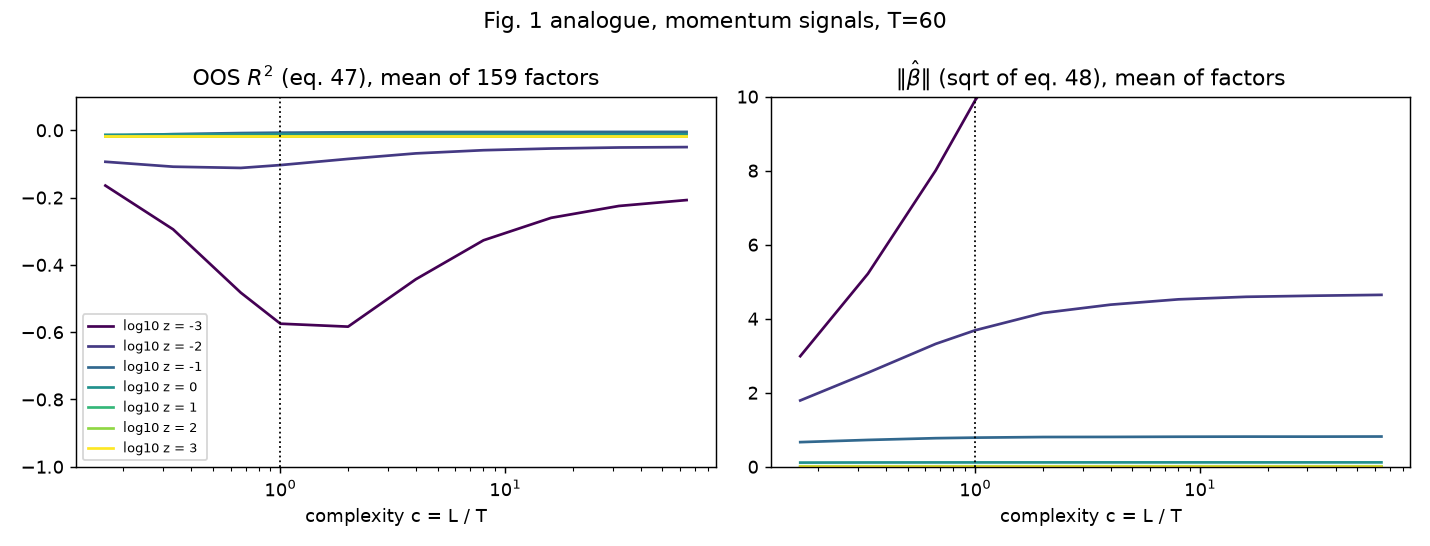 Fig. 1 analogue, momentum signals, T=60
OOS $R^2$ (eq. 47), mean of 159 factors
0.0
−0.2
−0.4
−0.6
−0.8
−1.0
log10 z = -3
log10 z = -2
log10 z = -1
log10 z = 0
log10 z = 1
log10 z = 2
log10 z = 3
10⁰
10¹
complexity c = L / T
‖β̂‖ (sqrt of eq. 48), mean of factors
10
8
6
4
2
0
10⁰
10¹
complexity c = L / T